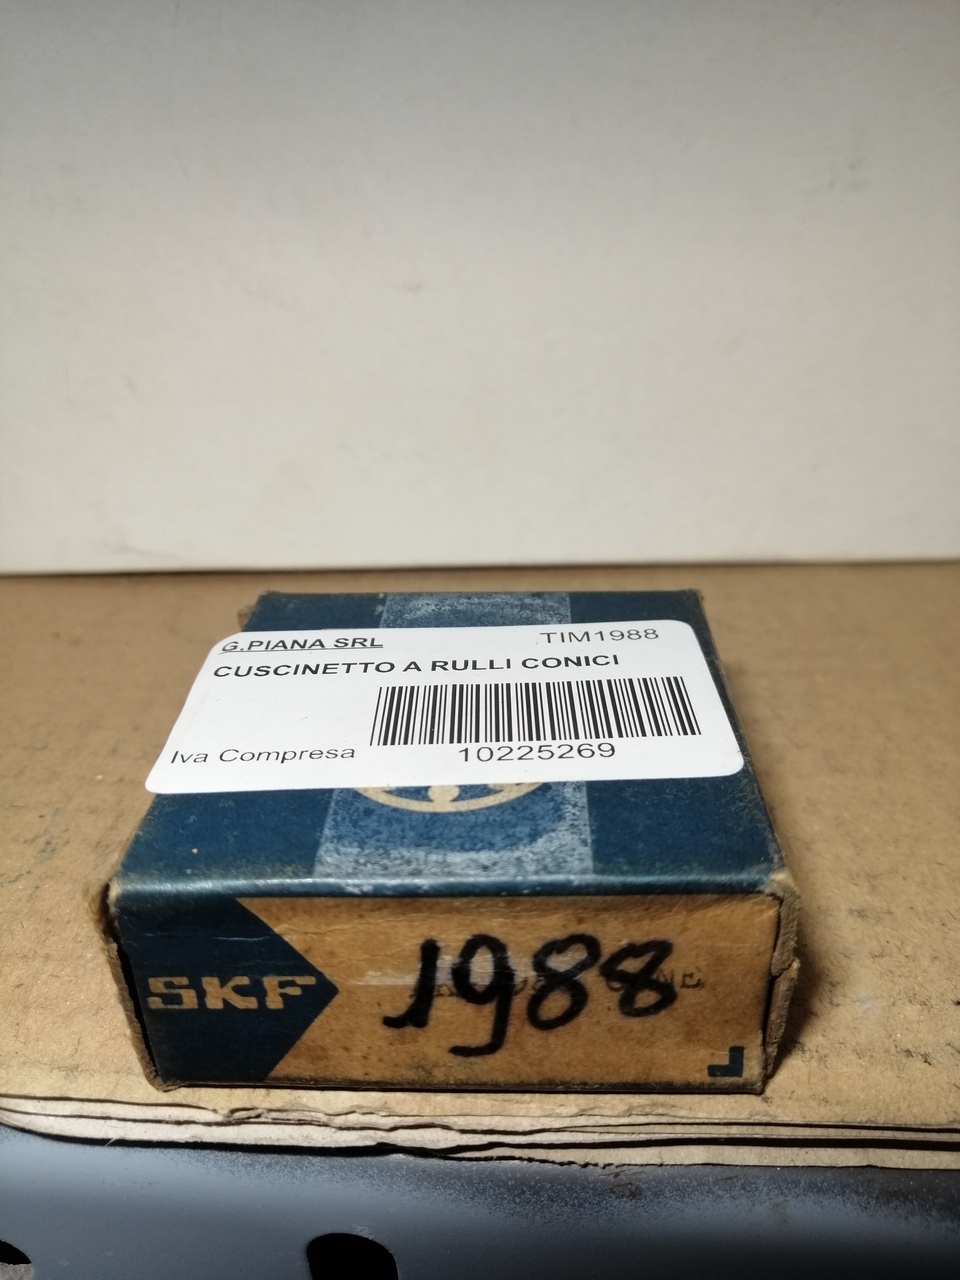 G.PIANA SRL TIM1988
CUSCINETTO A RULLI CONICI
Iva Compresa 10225269
SKF 1988